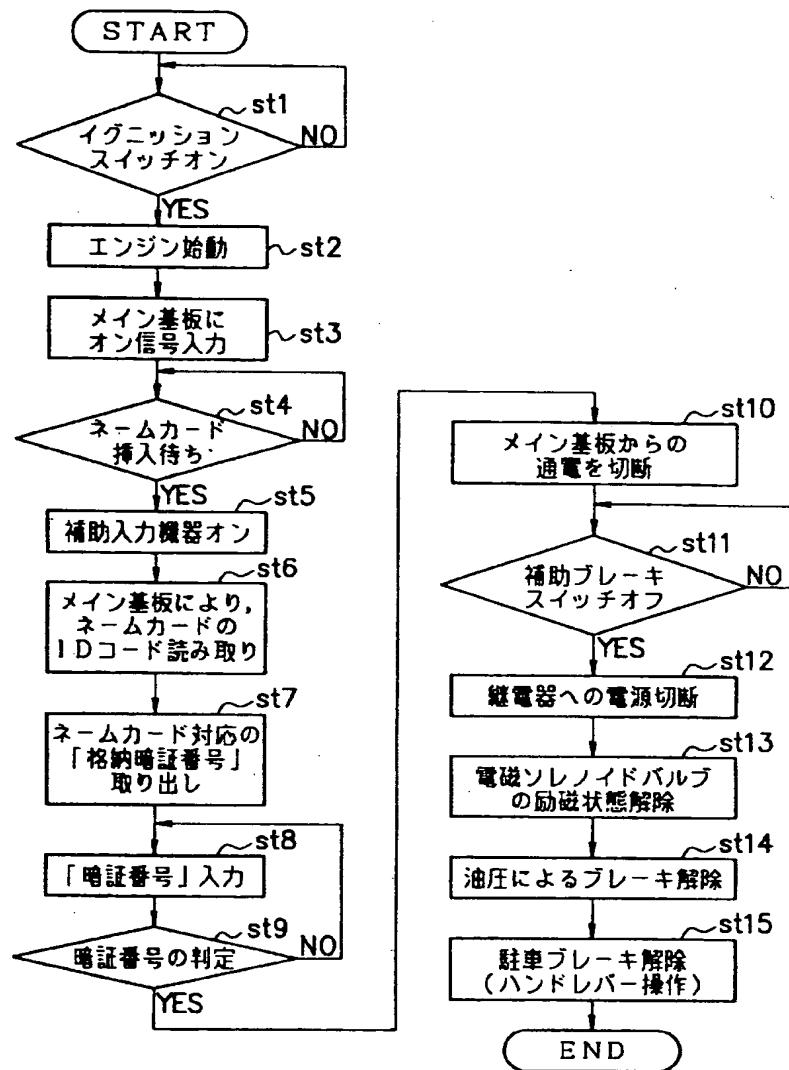 START
st1
イグニッション
スイッチオン
NO
YES
エンジン始動
st2
メイン基板に
オン信号入力
st3
st4
ネームカード
挿入待ち
NO
YES
st5
補助入力機器オン
st6
メイン基板により,
ネームカードの
IDコード読み取り
st7
ネームカード対応の
「格納暗証番号」
取り出し
st8
「暗証番号」入力
st9
暗証番号の判定
NO
YES
st10
メイン基板からの
通電を切断
st11
補助ブレーキ
スイッチオフ
NO
YES
st12
継電器への電源切断
st13
電磁ソレノイドバルブ
の励磁状態解除
st14
油圧によるブレーキ解除
st15
駐車ブレーキ解除
(ハンドレバー操作)
END